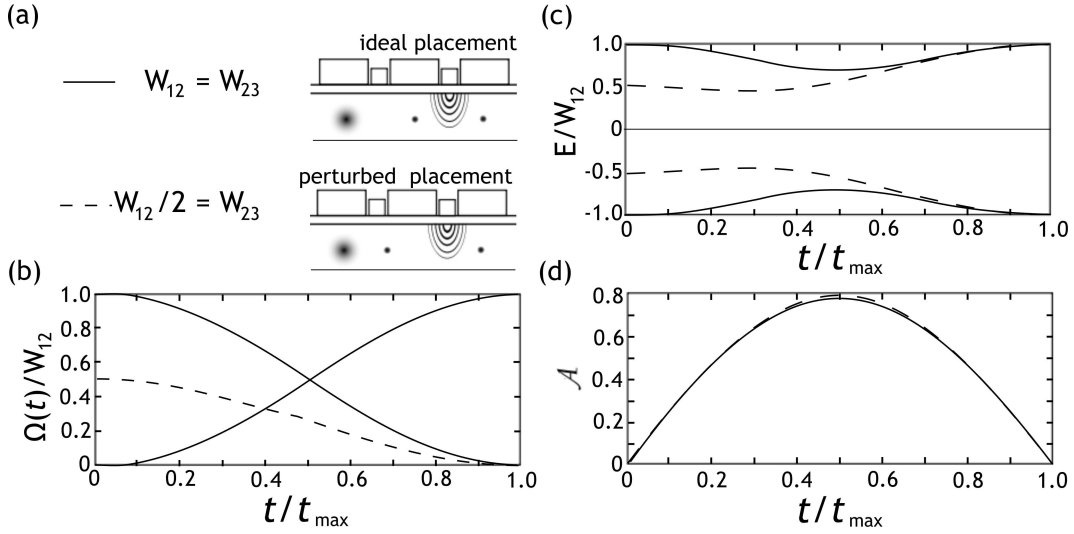 (a)
ideal placement
W₁₂ = W₂₃
perturbed placement
W₁₂/2 = W₂₃
(b)
1.0
0.8
0.6
0.4
0.2
0
Ω(t)/W₁₂
0 0.2 0.4 0.6 0.8 1.0
t/tmax
(c)
1.0
0.5
0
-0.5
-1.0
E/W₁₂
0 0.2 0.4 0.6 0.8 1.0
t/tmax
(d)
0.8
0.6
0.4
0.2
0
𝒜
0 0.2 0.4 0.6 0.8 1.0
t/tmax